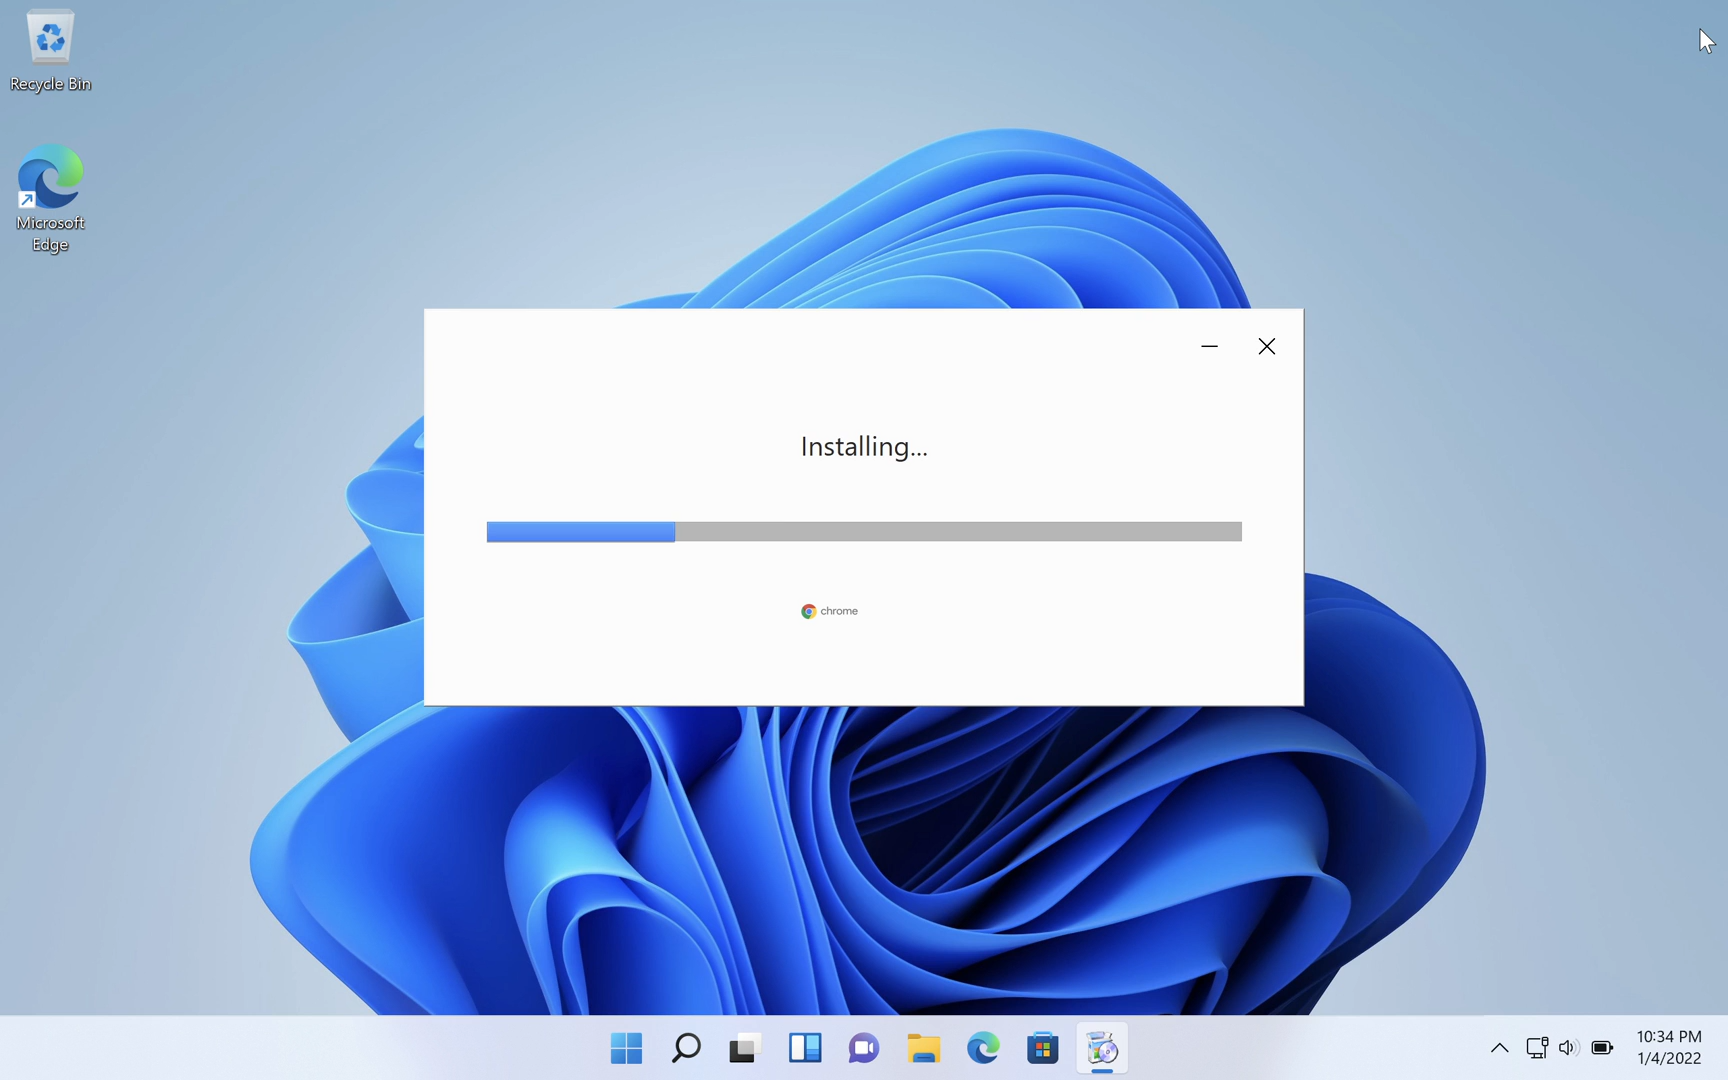 Recycle Bin
Microsoft
Edge
Installing...
chrome
10:34 PM
1/4/2022